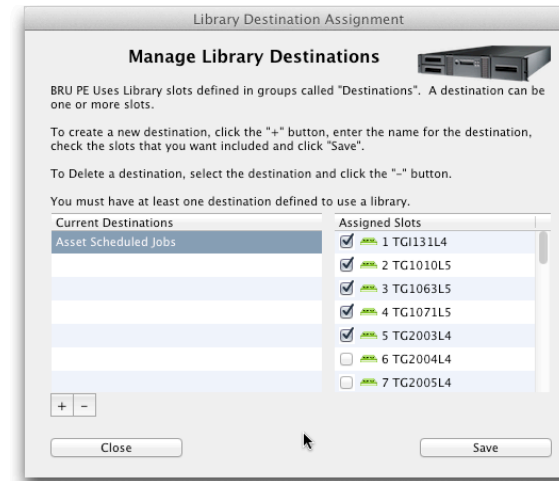 Library Destination Assignment
Manage Library Destinations
BRU PE Uses Library slots defined in groups called "Destinations". A destination can be
one or more slots.
To create a new destination, click the "+" button, enter the name for the destination,
check the slots that you want included and click "Save".
To Delete a destination, select the destination and click the "-" button.
You must have at least one destination defined to use a library.
Current Destinations
Asset Scheduled Jobs
Assigned Slots
1 TGI131L4
2 TG1010L5
3 TG1063L5
4 TG1071L5
5 TG2003L4
6 TG2004L4
7 TG2005L4
+ -
Close
Save